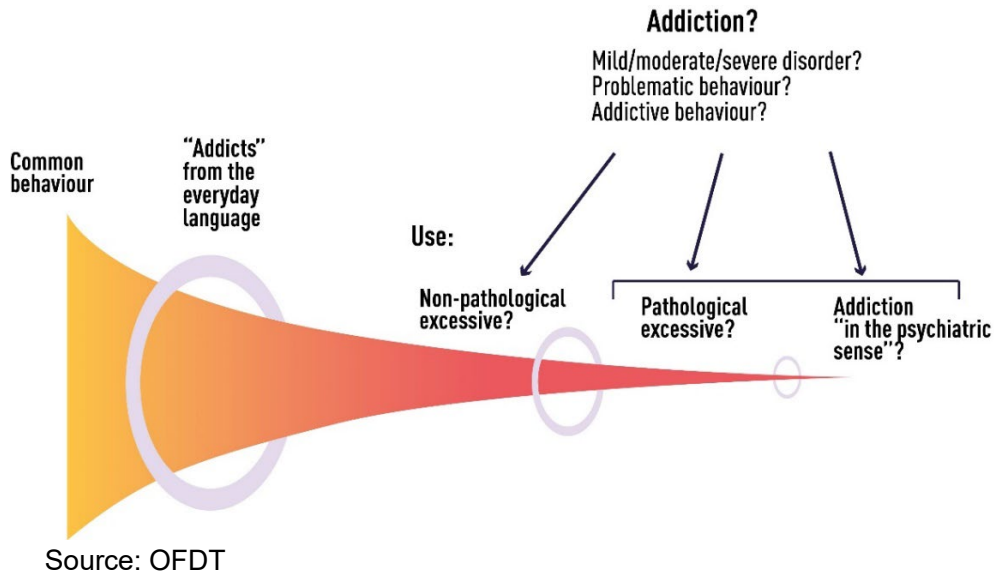 Addiction?
Mild/moderate/severe disorder?
Problematic behaviour?
Addictive behaviour?
Common
behaviour
“Addicts”
from the
everyday
language
Use:
Non-pathological
excessive?
Pathological
excessive?
Addiction
“in the psychiatric
sense”?
Source: OFDT